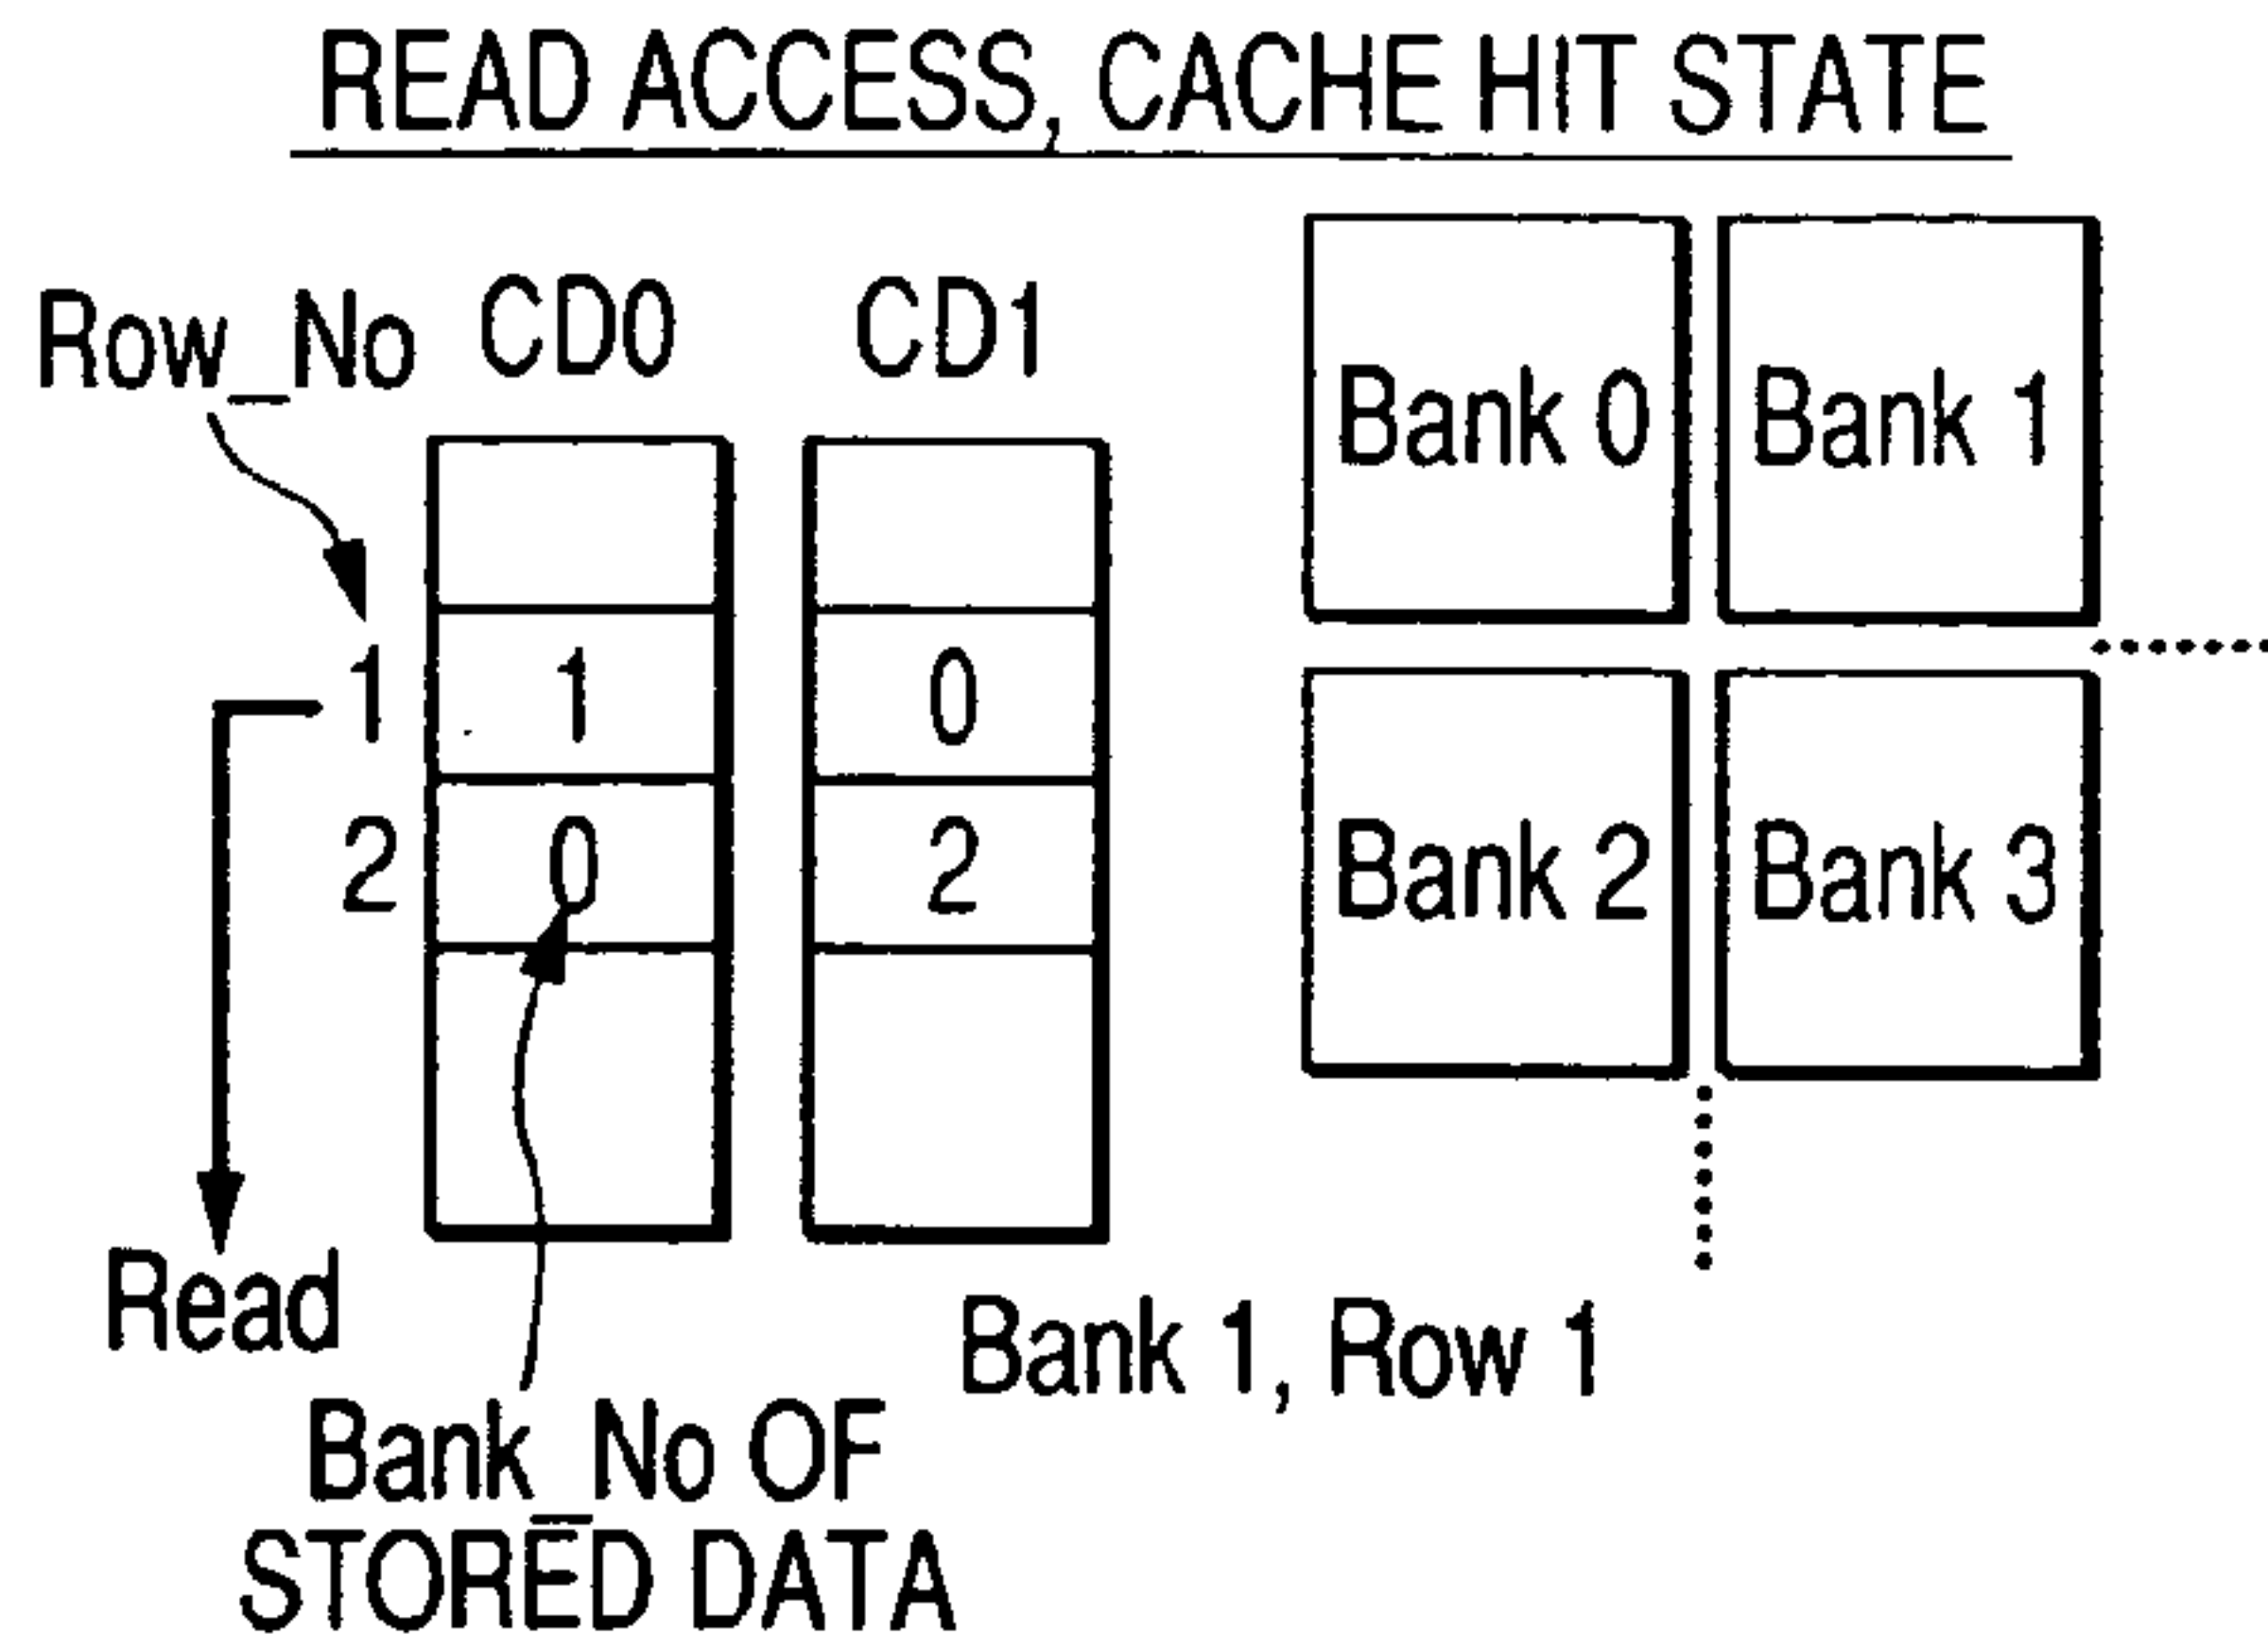 READ ACCESS, CACHE HIT STATE
Row_No CD0 CD1
Bank 0 Bank 1
1 1 0
2 0 2
Bank 2 Bank 3
Read
Bank 1, Row 1
Bank_No OF
STORED DATA